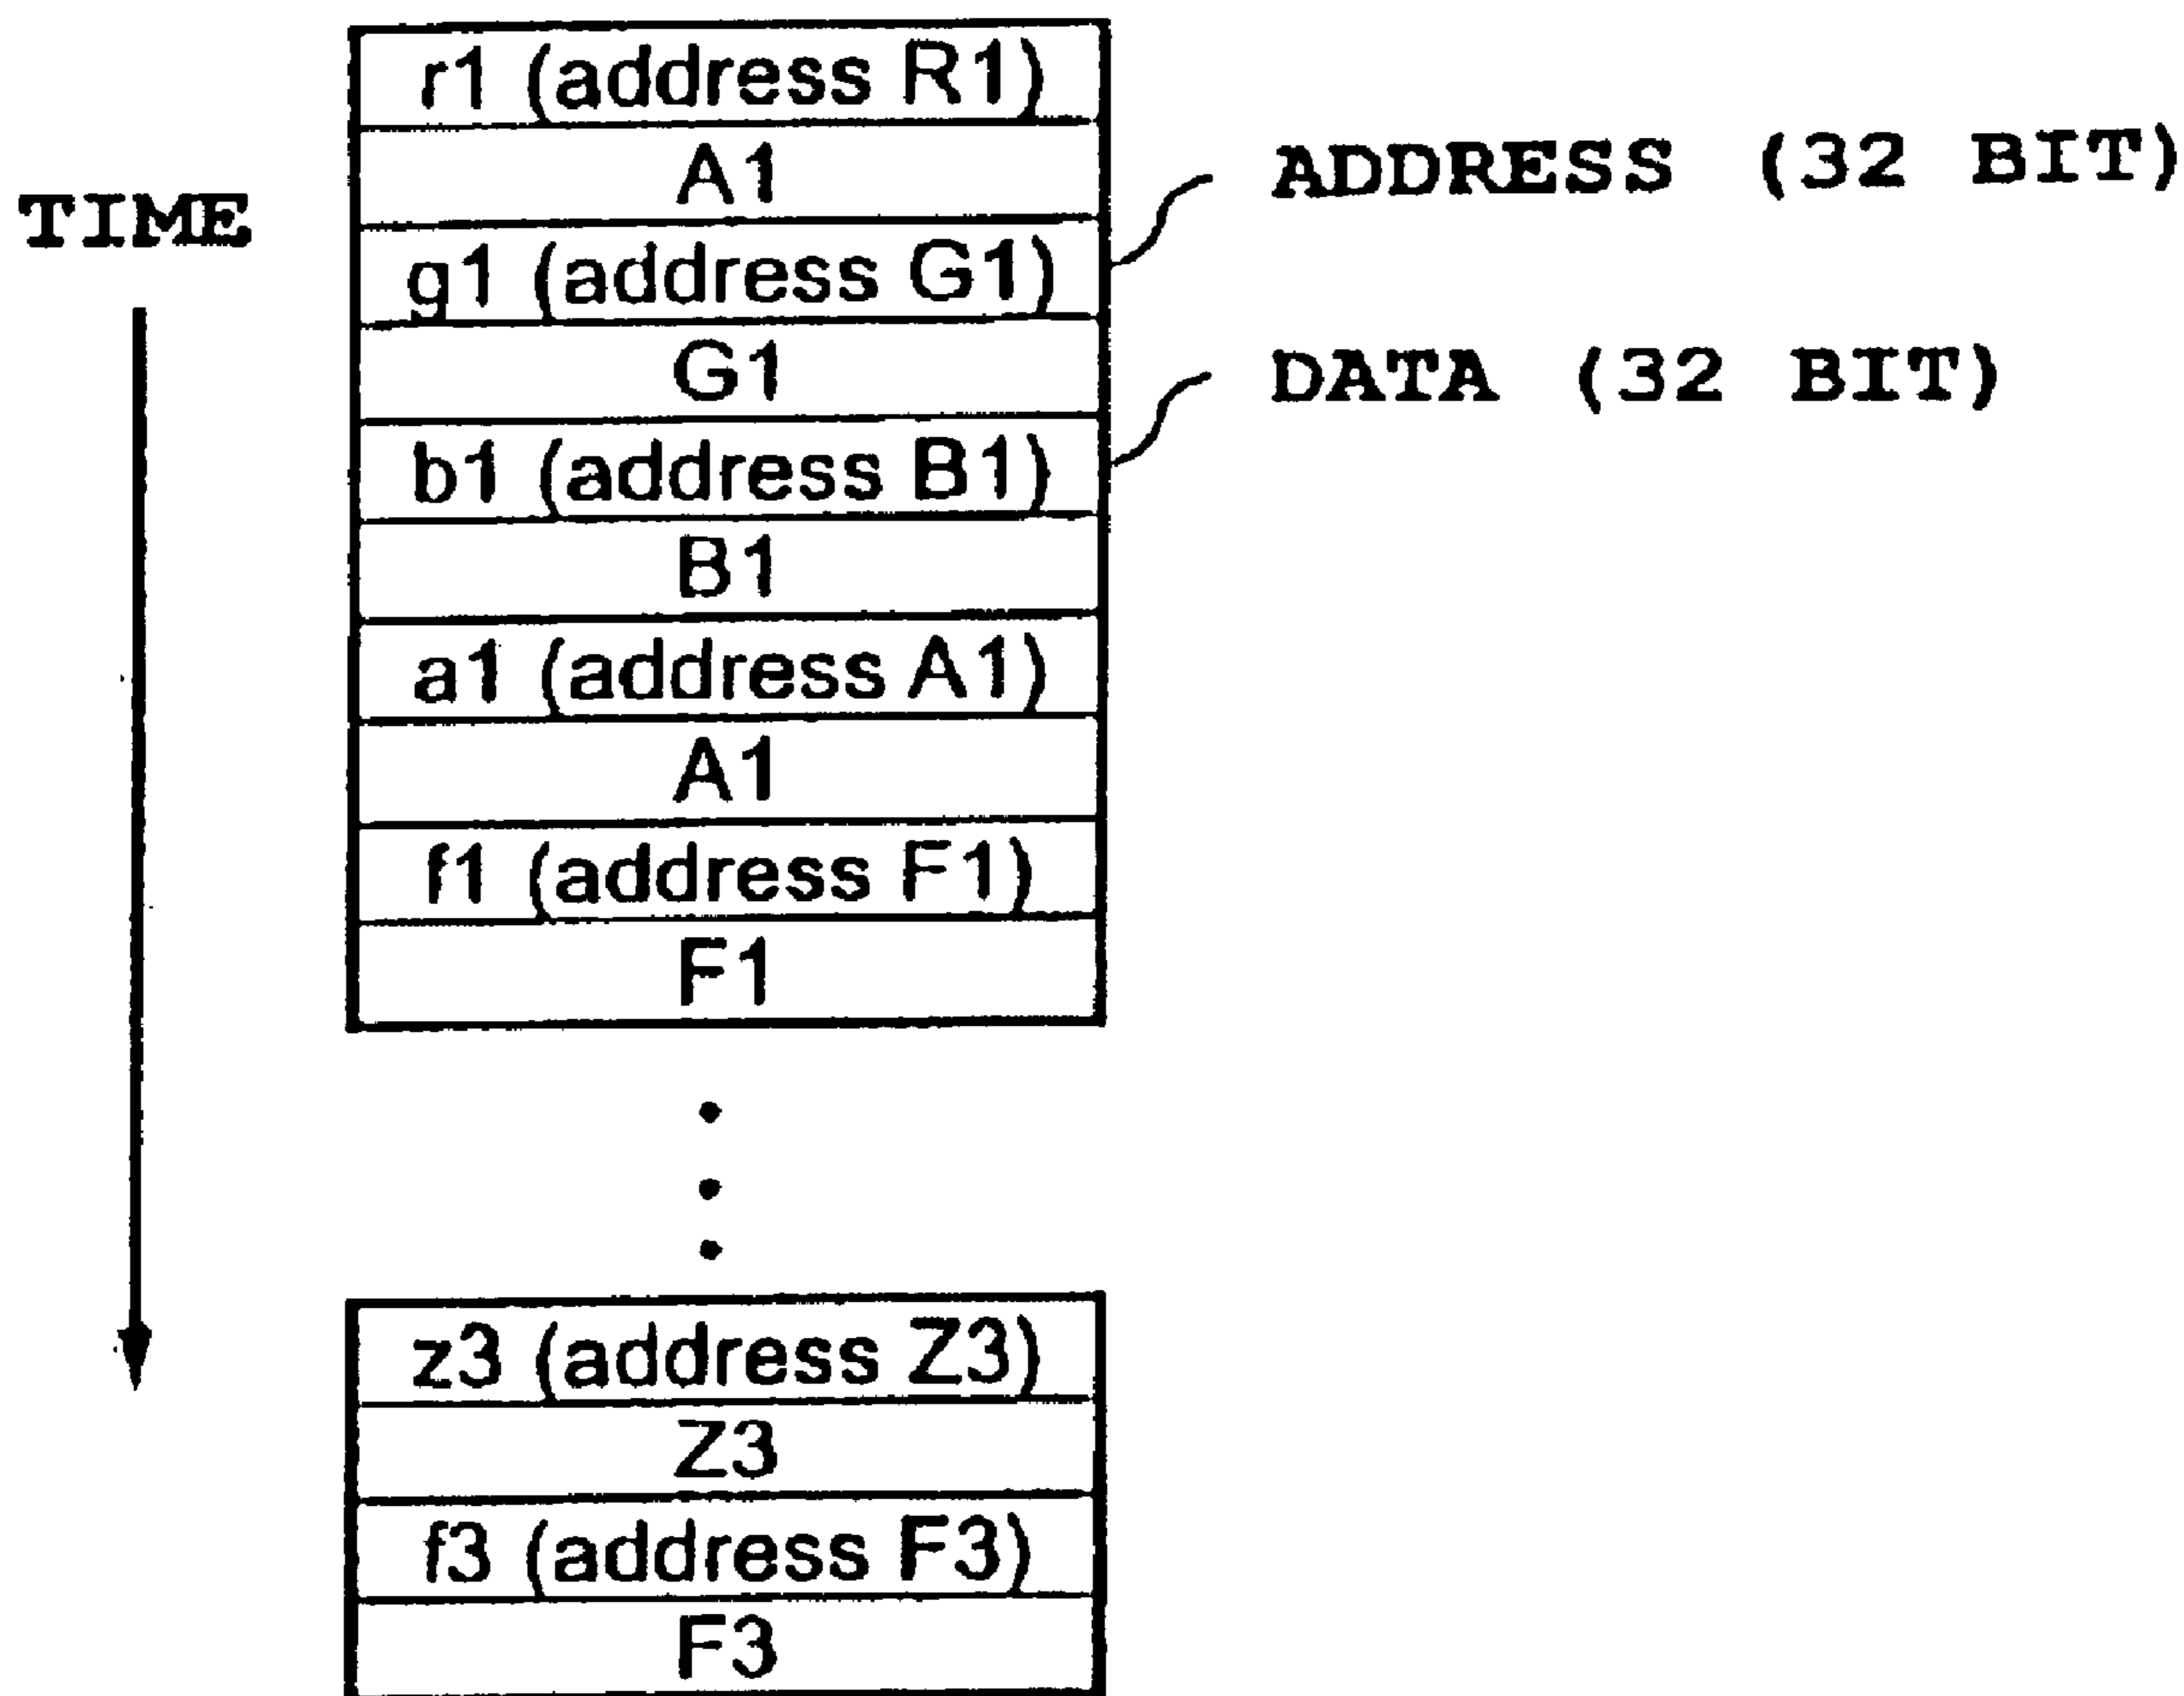 r1 (address R1)
A1
ADDRESS (32 BIT)
TIME
g1 (address G1)
G1
DATA (32 BIT)
b1 (address B1)
B1
a1 (address A1)
A1
f1 (address F1)
F1
z3 (address Z3)
Z3
f3 (address F3)
F3